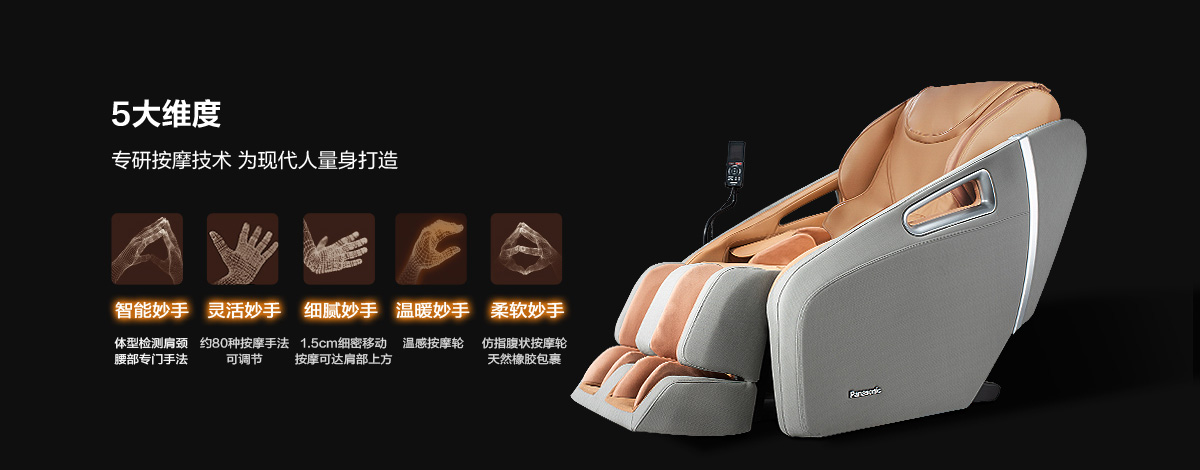 5大维度
专研按摩技术 为现代人量身打造
智能妙手
体型检测肩颈
腰部专门手法
灵活妙手
约80种按摩手法
可调节
细腻妙手
1.5cm细密移动
按摩可达肩部上方
温暖妙手
温感按摩轮
柔软妙手
仿指腹状按摩轮
天然橡胶包裹
Panasonic